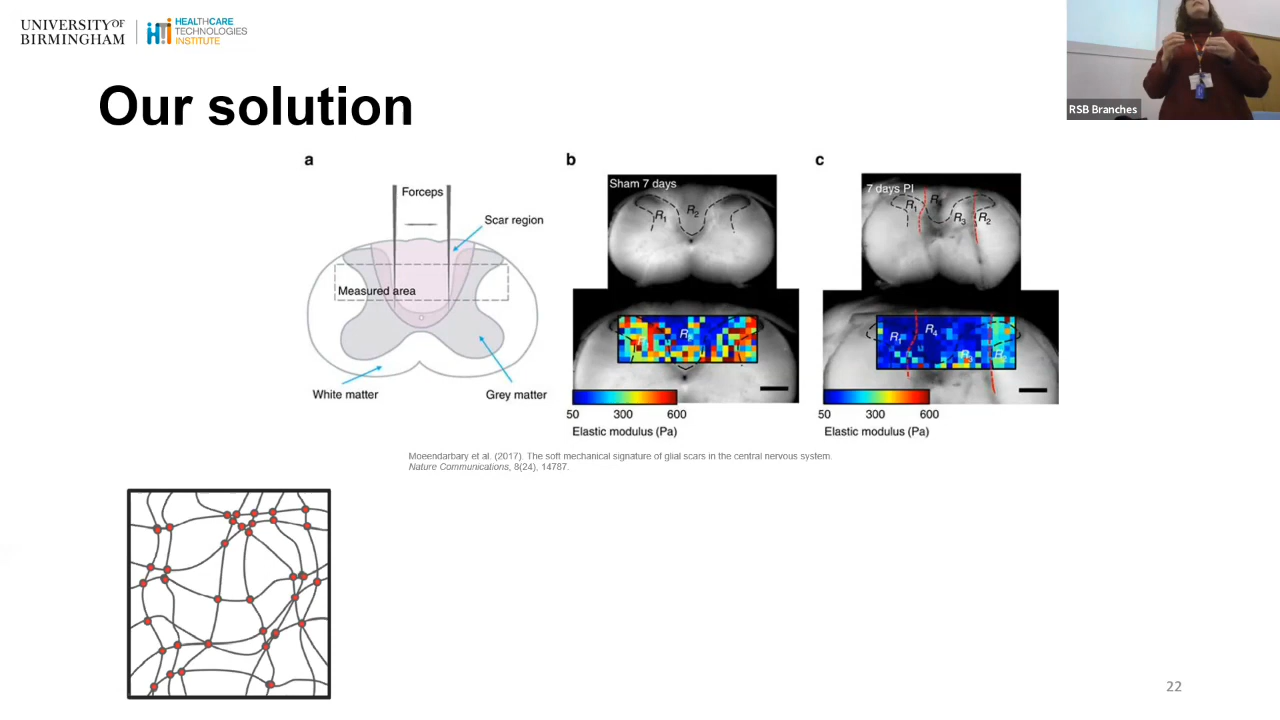 UNIVERSITY OF
BIRMINGHAM
HEALTHCARE
TECHNOLOGIES
INSTITUTE
RSB Branches
Our solution
a
Forceps
Scar region
Measured area
White matter
Grey matter
b
Sham 7 days
R1
R2
R
50 300 600
Elastic modulus (Pa)
c
7 days PI
R1
R3
R2
R1
R4
50 300 600
Elastic modulus (Pa)
Moeendarbary et al. (2017). The soft mechanical signature of glial scars in the central nervous system.
Nature Communications, 8(24), 14787.
22